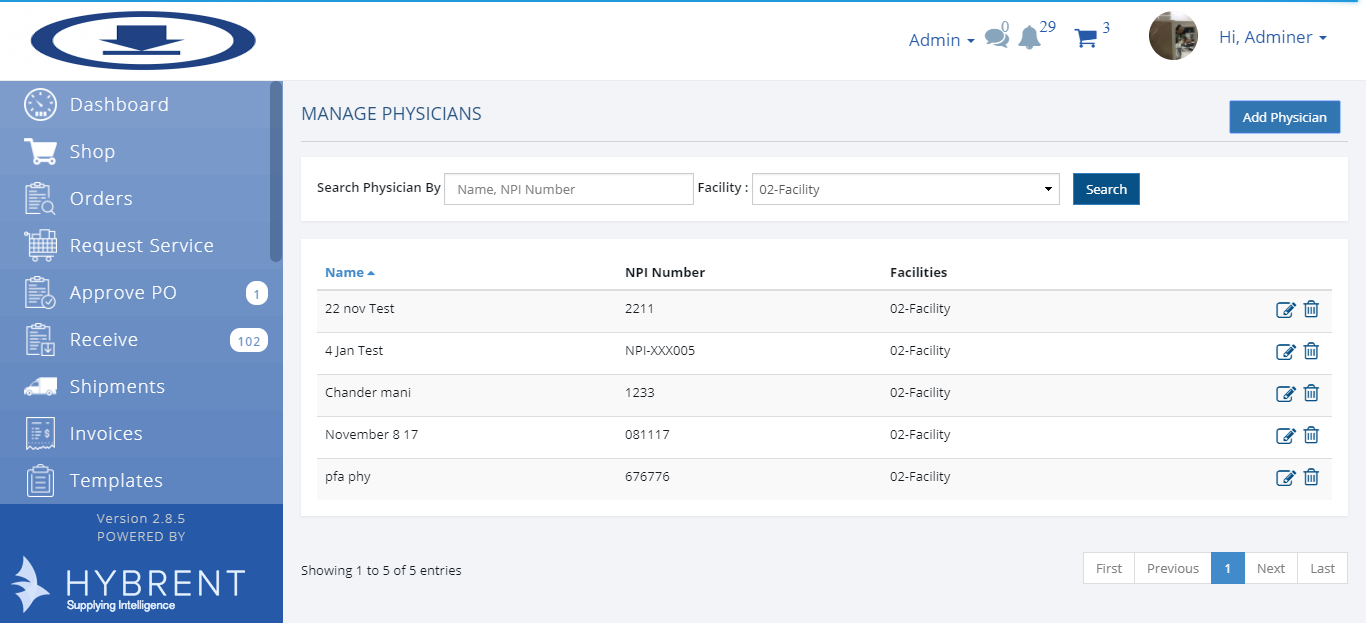 Admin 0 29 3 Hi, Adminer
Dashboard
Shop
Orders
Request Service
Approve PO 1
Receive 102
Shipments
Invoices
Templates
Version 2.8.5
POWERED BY
HYBRENT
Supplying Intelligence
MANAGE PHYSICIANS Add Physician
Search Physician By Name, NPI Number Facility : 02-Facility Search
Name NPI Number Facilities
22 nov Test 2211 02-Facility
4 Jan Test NPI-XXX005 02-Facility
Chander mani 1233 02-Facility
November 8 17 081117 02-Facility
pfa phy 676776 02-Facility
Showing 1 to 5 of 5 entries First Previous 1 Next Last